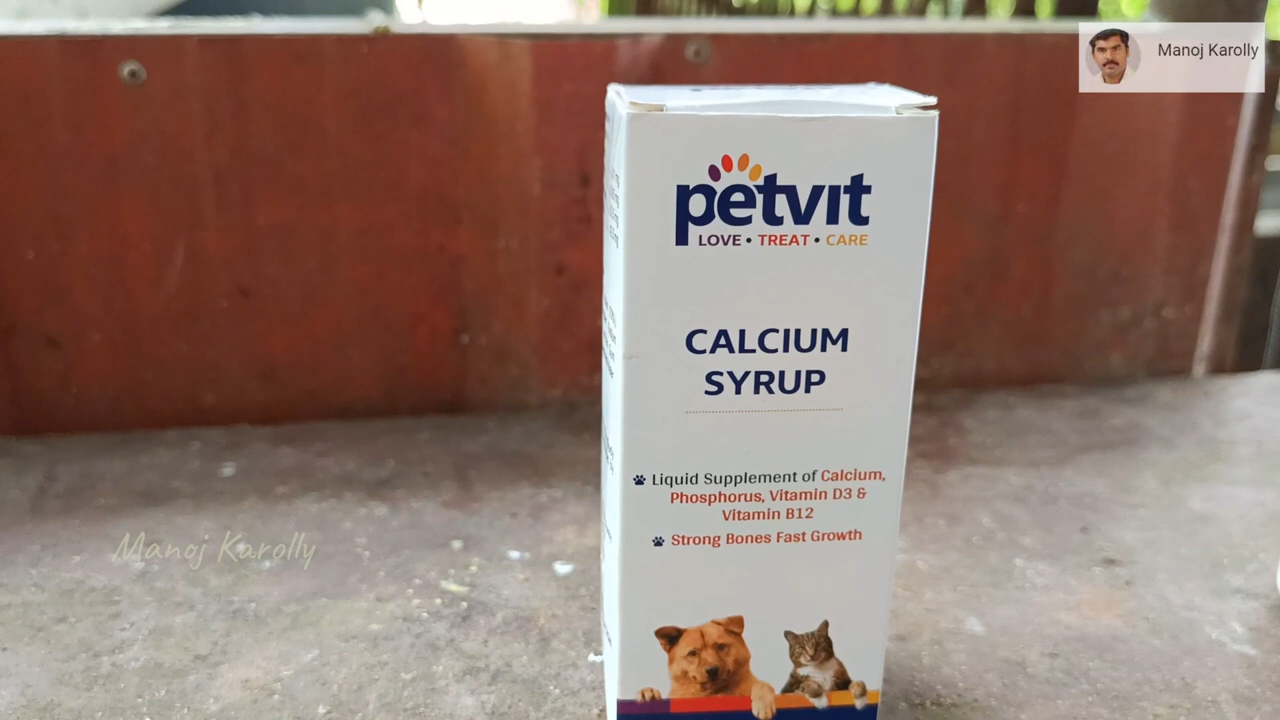 Manoj Karolly
petvit
LOVE • TREAT • CARE
CALCIUM
SYRUP
Liquid Supplement of Calcium,
Phosphorus, Vitamin D3 &
Vitamin B12
Strong Bones Fast Growth
Manoj Karolly